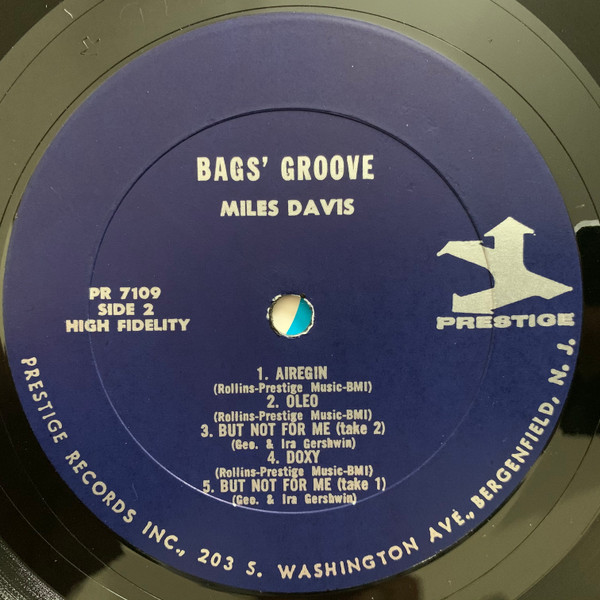 BAGS' GROOVE
MILES DAVIS
PR 7109
SIDE 2
HIGH FIDELITY
PRESTIGE
1. AIREGIN
(Rollins-Prestige Music-BMI)
2. OLEO
(Rollins-Prestige Music-BMI)
3. BUT NOT FOR ME (take 2)
(Geo. & Ira Gershwin)
4. DOXY
(Rollins-Prestige Music-BMI)
5. BUT NOT FOR ME (take 1)
(Geo. & Ira Gershwin)
PRESTIGE RECORDS INC., 203 S. WASHINGTON AVE., BERGENFIELD, N. J.